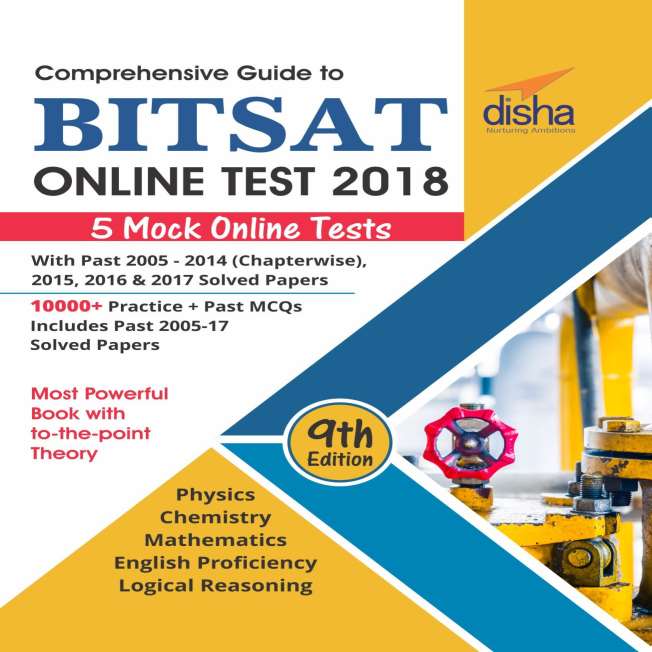 Comprehensive Guide to
BITSAT
ONLINE TEST 2018
5 Mock Online Tests
With Past 2005 - 2014 (Chapterwise),
2015, 2016 & 2017 Solved Papers
10000+ Practice + Past MCQs
Includes Past 2005-17
Solved Papers
Most Powerful
Book with
to-the-point
Theory
9th
Edition
Physics
Chemistry
Mathematics
English Proficiency
Logical Reasoning
disha
Nurturing Ambitions